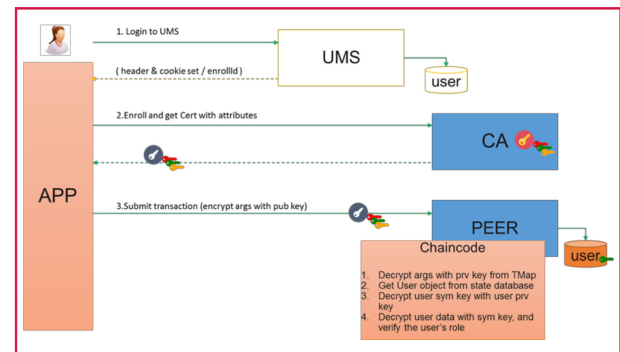 1. Login to UMS
UMS
( header & cookie set / enrollId )
user
2.Enroll and get Cert with attributes
CA
APP
3.Submit transaction (encrypt args with pub key)
PEER
Chaincode
user
1. Decrypt args with prv key from TMap
2. Get User object from state database
3. Decrypt user sym key with user prv
key
4. Decrypt user data with sym key, and
verify the user's role